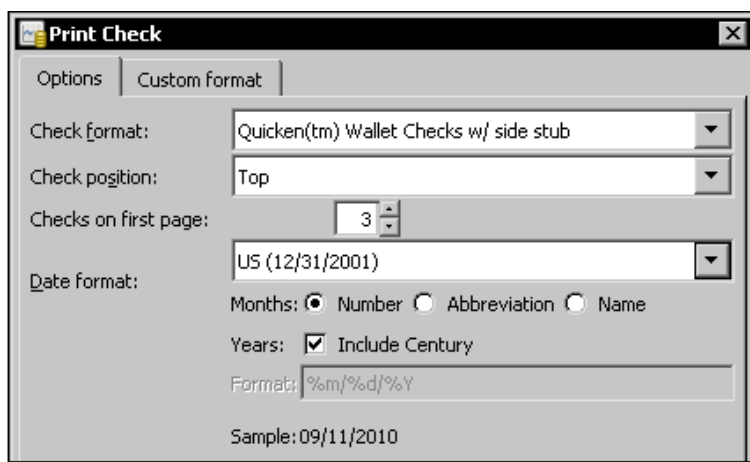 Print Check
Options Custom format
Check format: Quicken(tm) Wallet Checks w/ side stub
Check position: Top
Checks on first page: 3
Date format: US (12/31/2001)
Months: Number Abbreviation Name
Years: Include Century
Format: %m/%d/%Y
Sample: 09/11/2010